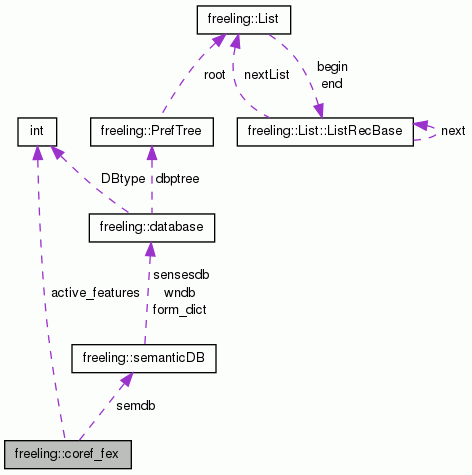 freeling::List
begin
end
root
nextList
int
freeling::PrefTree
freeling::List::ListRecBase
next
DBtype
dbptree
freeling::database
sensesdb
wndb
form_dict
active_features
freeling::semanticDB
semdb
freeling::coref_fex